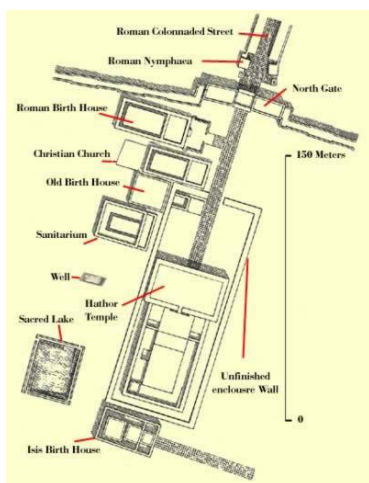 Roman Colonnaded Street
Roman Nymphaea
North Gate
Roman Birth House
150 Meters
Christian Church
Old Birth House
Sanitarium
Well
Hathor
Temple
Sacred Lake
Unfinished
enclousre Wall
0
Isis Birth House